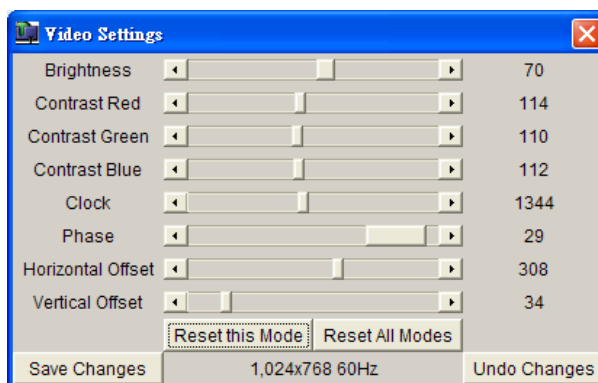 Video Settings
Brightness 70
Contrast Red 114
Contrast Green 110
Contrast Blue 112
Clock 1344
Phase 29
Horizontal Offset 308
Vertical Offset 34
Reset this Mode Reset All Modes
Save Changes 1,024x768 60Hz Undo Changes